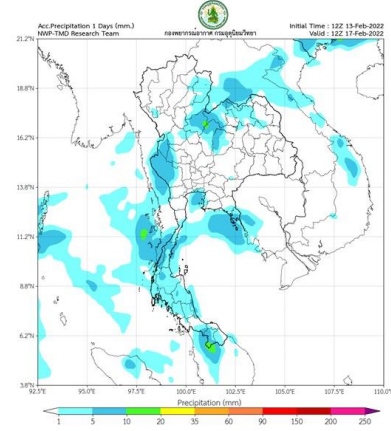 Acc.Precipitation 1 Days (mm.)
NWP-TMD Research Team
กองพยากรณ์อากาศ กรมอุตุนิยมวิทยา
Initial Time : 12Z 13-Feb-2022
Valid : 12Z 17-Feb-2022
21.2°N
18.8°N
16.2°N
13.8°N
11.2°N
8.8°N
6.2°N
3.8°N
92.5°E 95.0°E 97.5°E 100.0°E 102.5°E 105.0°E 107.5°E 110.0°E
Precipitation (mm)
1 5 10 20 35 60 90 150 200 250